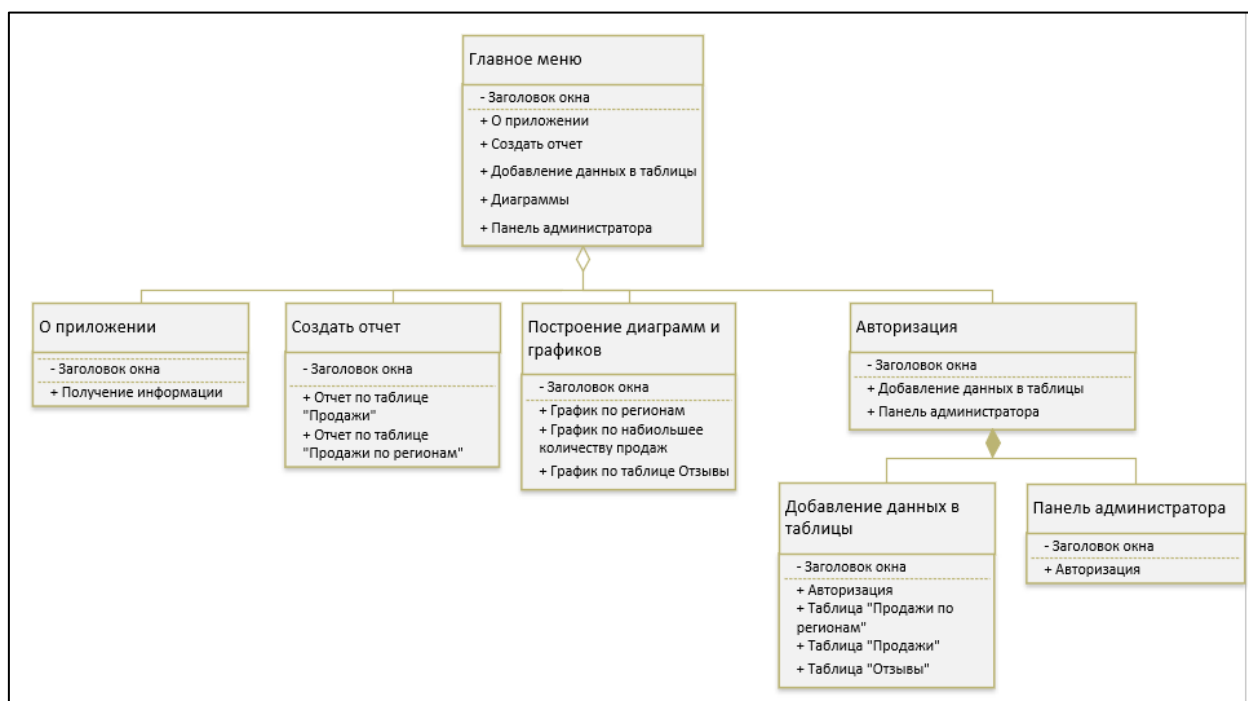 Главное меню
- Заголовок окна
+ О приложении
+ Создать отчет
+ Добавление данных в таблицы
+ Диаграммы
+ Панель администратора
О приложении
- Заголовок окна
+ Получение информации
Создать отчет
- Заголовок окна
+ Отчет по таблице
"Продажи"
+ Отчет по таблице
"Продажи по регионам"
Построение диаграмм и
графиков
- Заголовок окна
+ График по регионам
+ График по набиольшее
количеству продаж
+ График по таблице Отзывы
Авторизация
- Заголовок окна
+ Добавление данных в таблицы
+ Панель администратора
Добавление данных в
таблицы
- Заголовок окна
+ Авторизация
+ Таблица "Продажи по
регионам"
+ Таблица "Продажи"
+ Таблица "Отзывы"
Панель администратора
- Заголовок окна
+ Авторизация